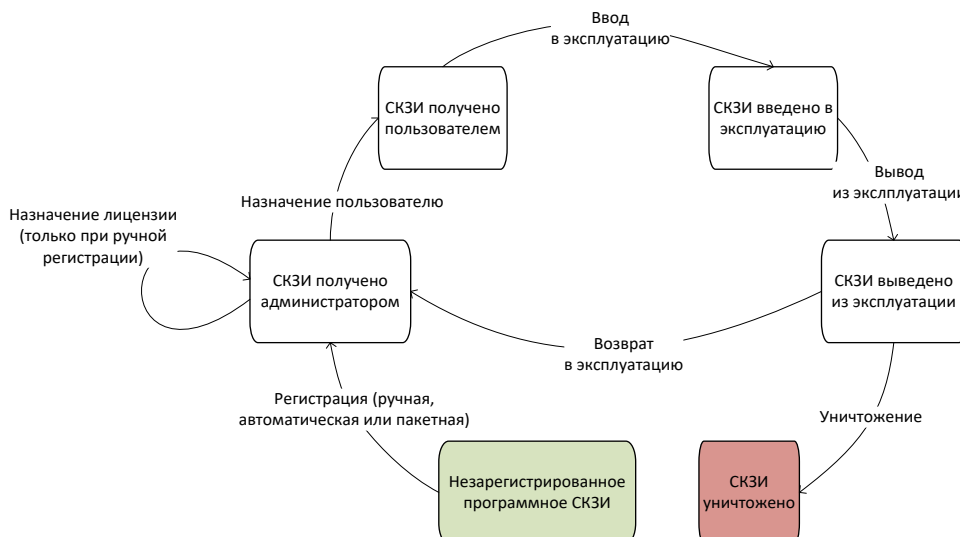 Ввод
в эксплуатацию
СКЗИ получено
пользователем
СКЗИ введено в
эксплуатацию
Вывод
из экслплуатации
Назначение пользователю
Назначение лицензии
(только при ручной
регистрации)
СКЗИ получено
администратором
СКЗИ выведено
из эксплуатации
Возврат
в эксплуатацию
Регистрация (ручная,
автоматическая или пакетная)
Уничтожение
Незарегистрированное
программное СКЗИ
СКЗИ
уничтожено